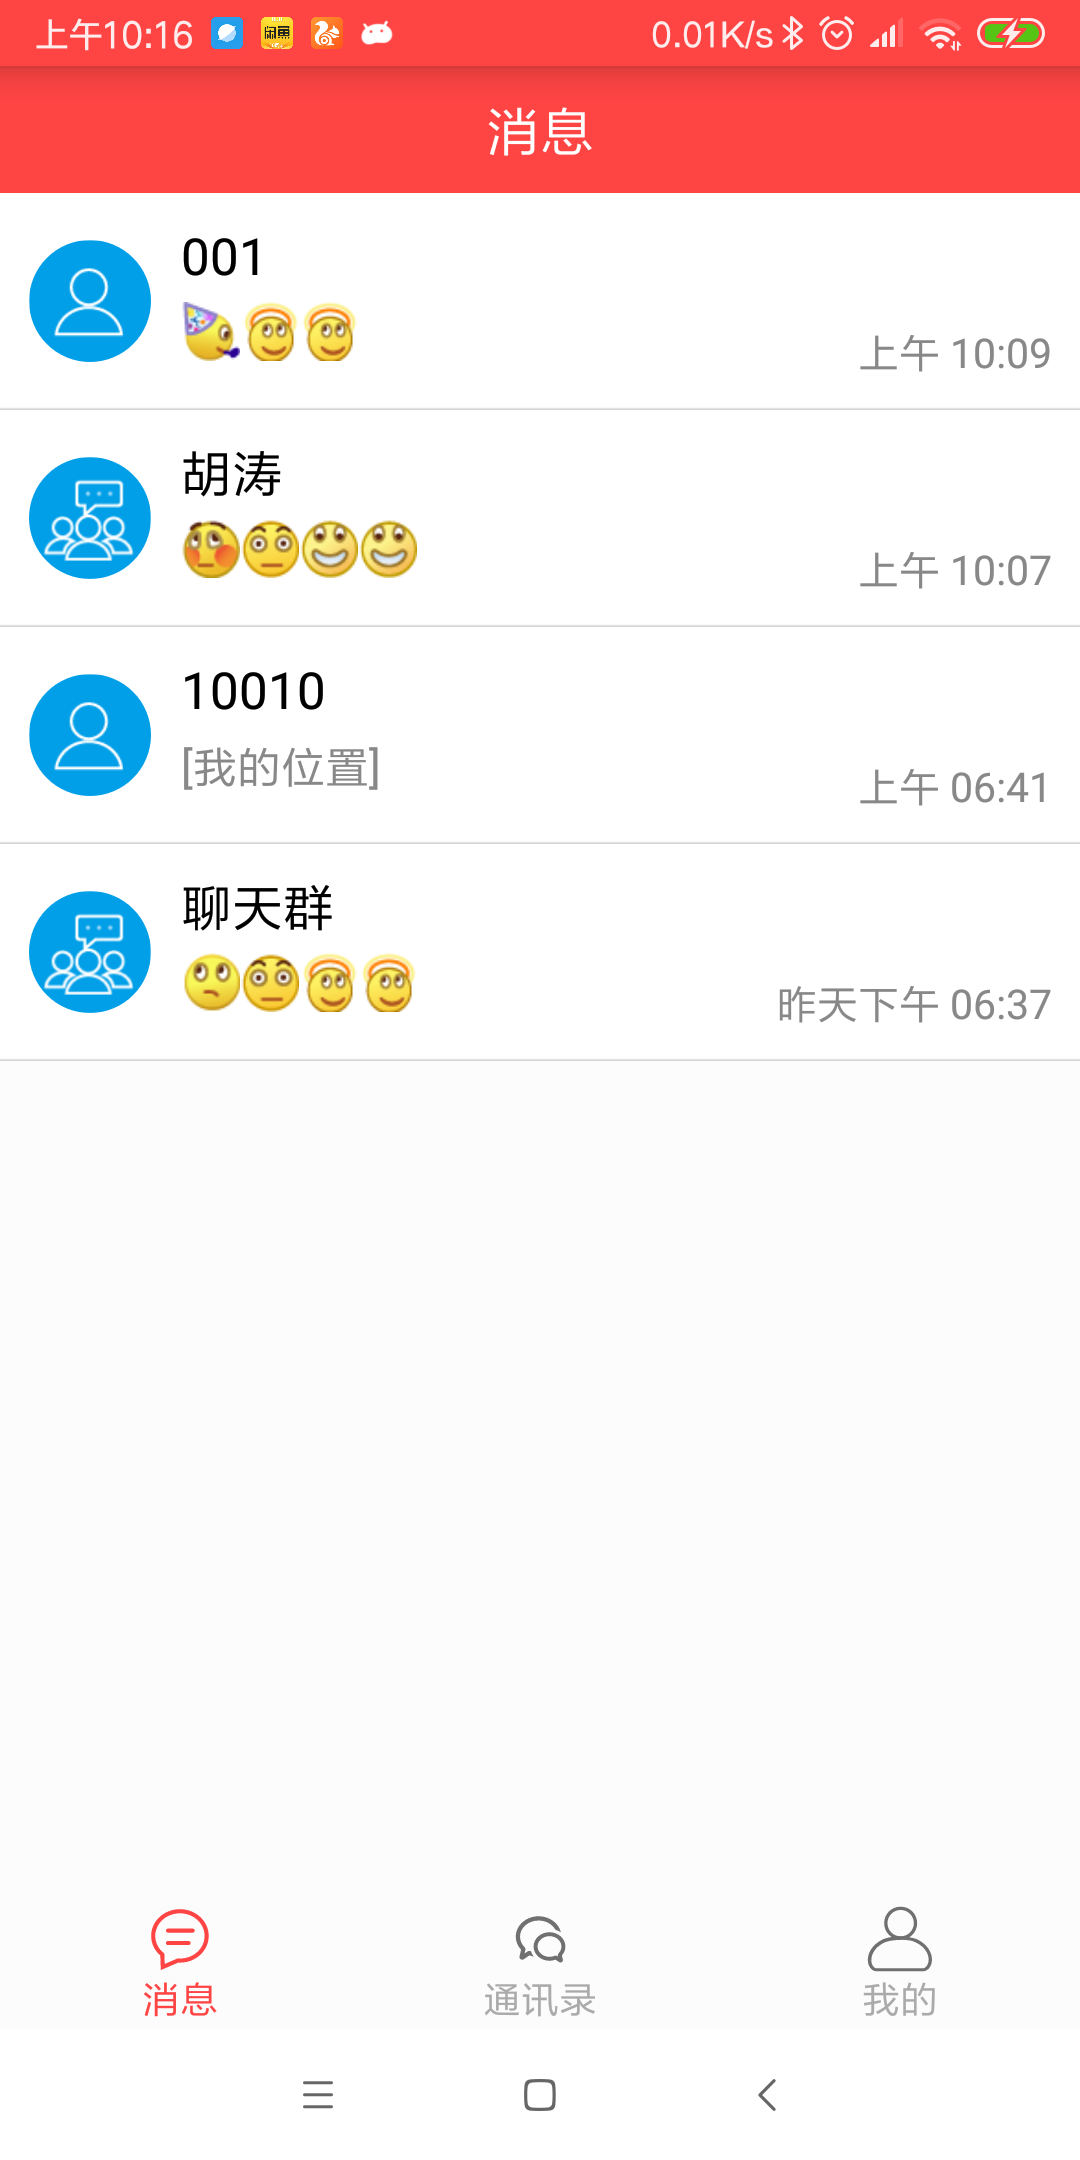 上午10:16 闲鱼 0.01K/s
消息
001
上午 10:09
胡涛
上午 10:07
10010
[我的位置]
上午 06:41
聊天群
昨天下午 06:37
消息 通讯录 我的